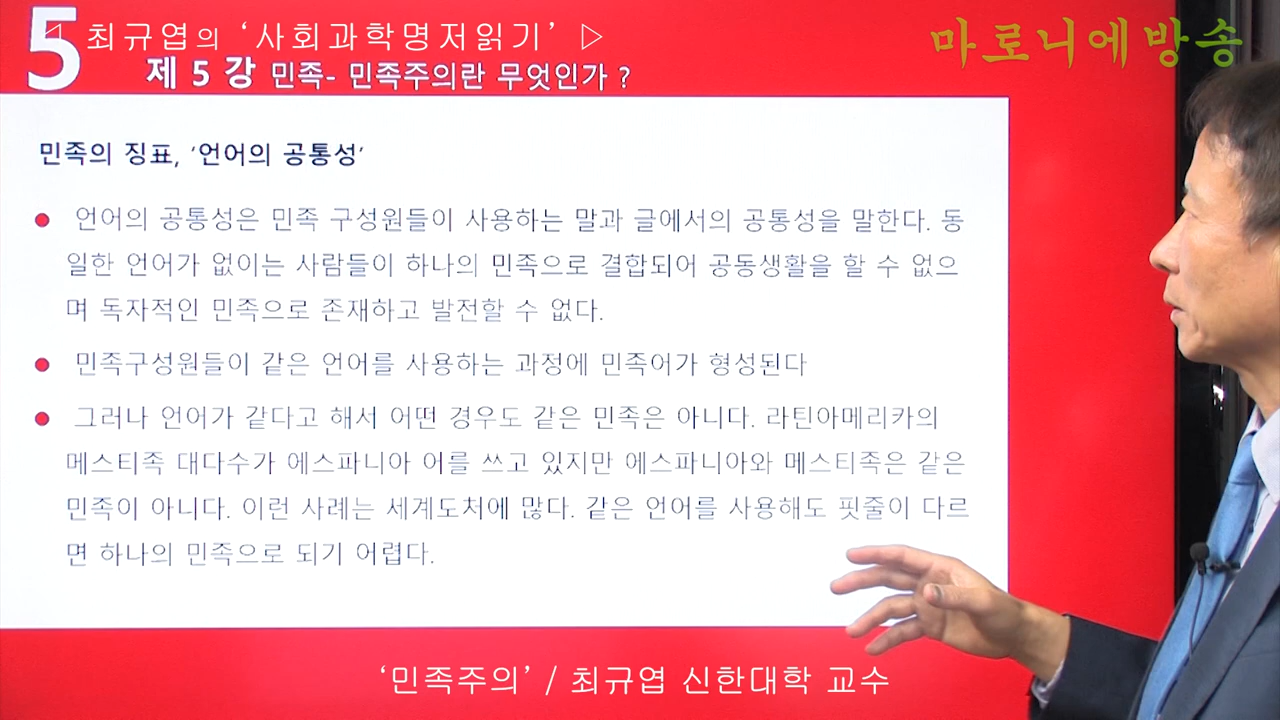 5
◁ 최규엽의 ‘사회과학명저읽기’ ▷
마로니에방송
제 5 강 민족- 민족주의란 무엇인가 ?
민족의 징표, ‘언어의 공통성’
● 언어의 공통성은 민족 구성원들이 사용하는 말과 글에서의 공통성을 말한다. 동
일한 언어가 없이는 사람들이 하나의 민족으로 결합되어 공동생활을 할 수 없으
며 독자적인 민족으로 존재하고 발전할 수 없다.
● 민족구성원들이 같은 언어를 사용하는 과정에 민족어가 형성된다
● 그러나 언어가 같다고 해서 어떤 경우도 같은 민족은 아니다. 라틴아메리카의
메스티족 대다수가 에스파니아 어를 쓰고 있지만 에스파니아와 메스티족은 같은
민족이 아니다. 이런 사례는 세계도처에 많다. 같은 언어를 사용해도 핏줄이 다르
면 하나의 민족으로 되기 어렵다.
‘민족주의’ / 최규엽 신한대학 교수